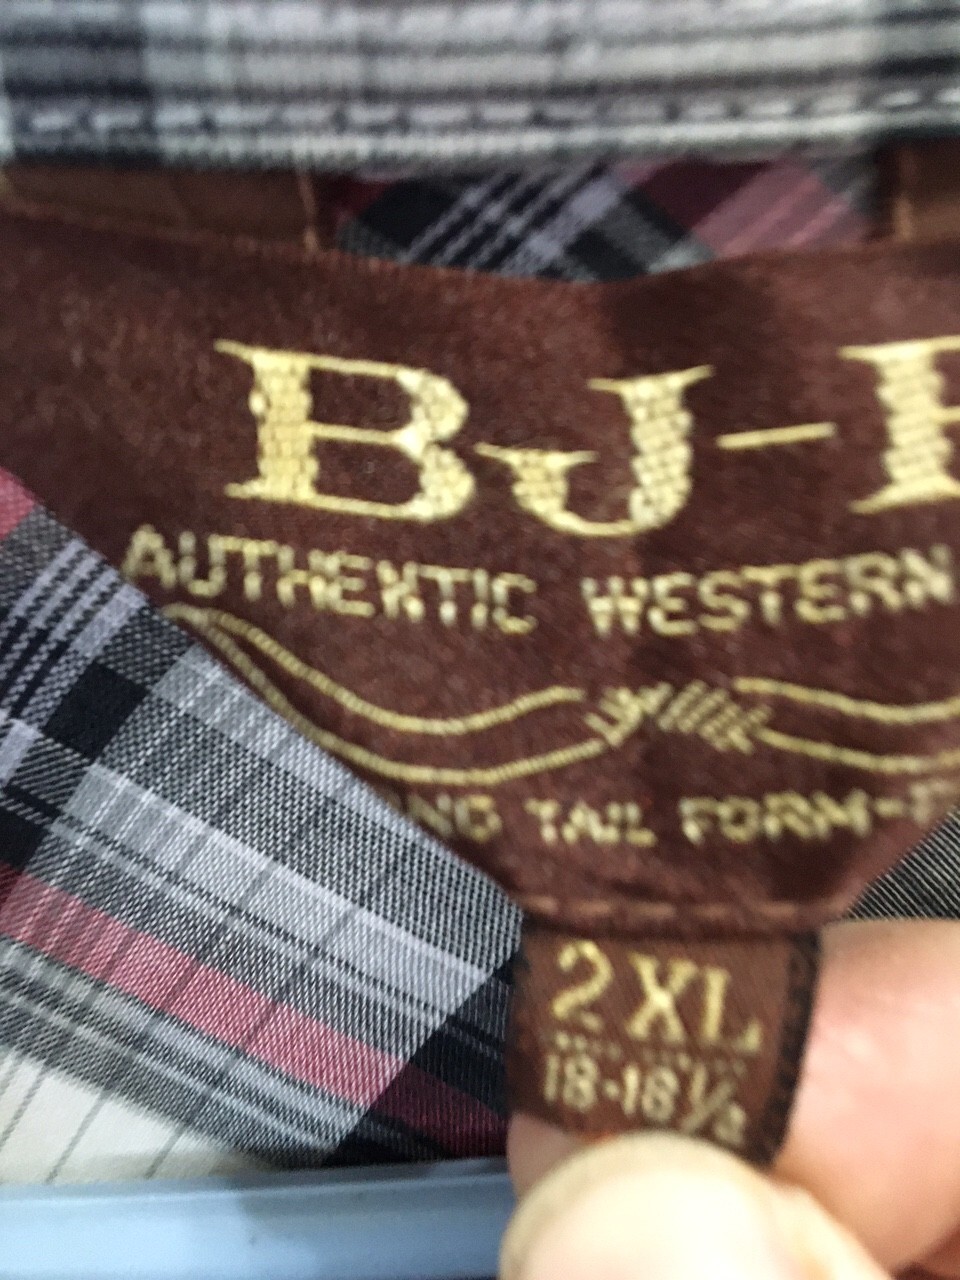 BJ-
AUTHENTIC WESTERN
TAIL FORM-
2XL
18-18½